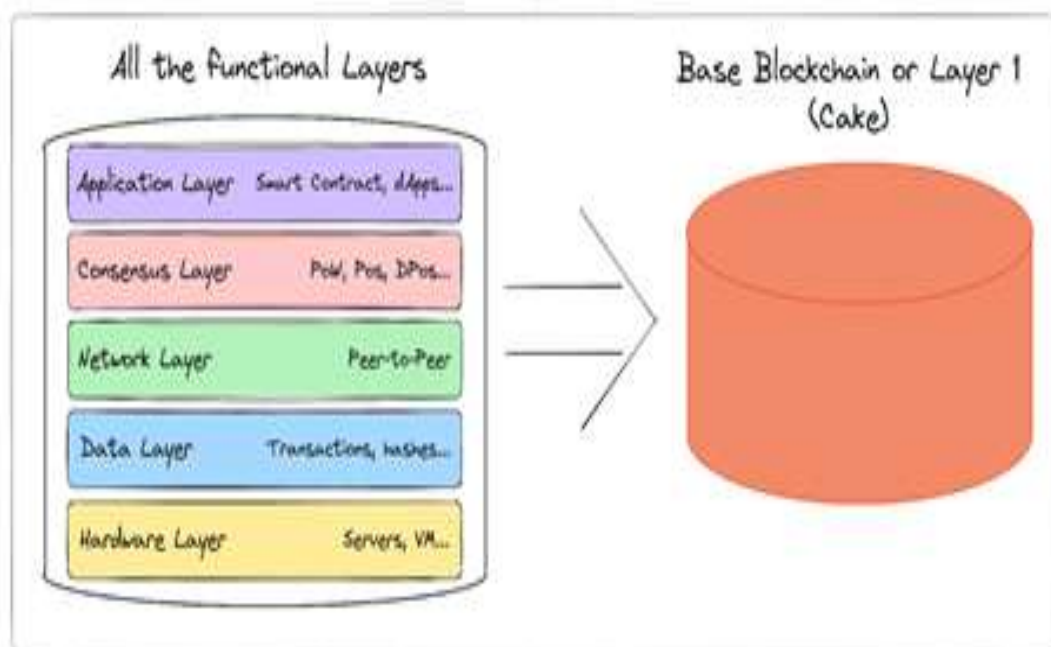 All the functional Layers
Base Blockchain or Layer 1
(Cake)
Application Layer Smart Contract, dApps...
Consensus Layer PoW, Pos, DPos...
Network Layer Peer-to-Peer
Data Layer Transactions, hashes...
Hardware Layer Servers, VM...